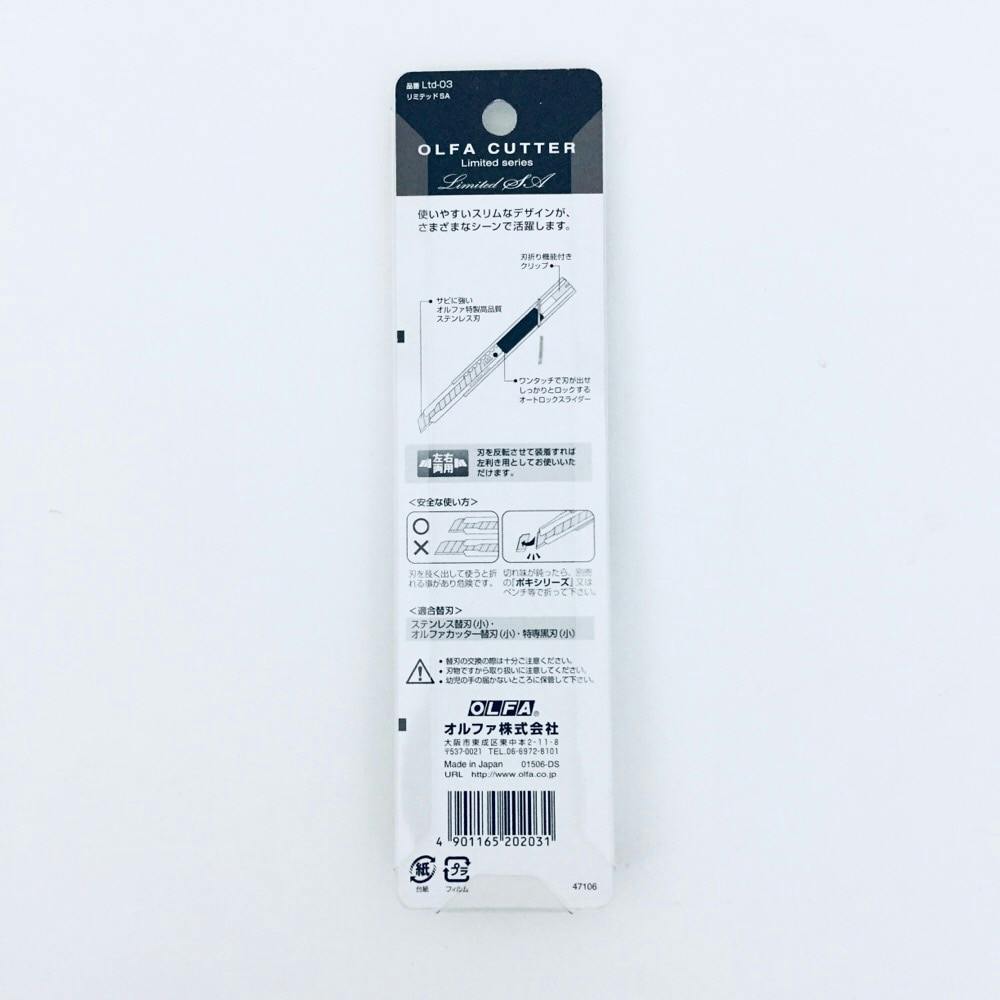 品番 Ltd-03
リミテッドSA
OLFA CUTTER
Limited series
Limited SA
使いやすいスリムなデザインが、
さまざまなシーンで活躍します。
刃折り機能付き
クリップ
サビに強い
オルファ特製高品質
ステンレス刃
ワンタッチで刃が出せ
しっかりとロックする
オートロックスライダー
左右
両用
刃を反転させて装着すれば
左利き用としてお使いいた
だけます。
<安全な使い方>
刃を長く出して使うと折
れる事があり危険です。
切れ味が鈍ったら、別売
の『ポキシリーズ』又は
ペンチ等で折って下さい。
<適合替刃>
ステンレス替刃(小)・
オルファカッター替刃(小)・特専黒刃(小)
• 替刃の交換の際は十分ご注意ください。
• 刃物ですから取り扱いに注意してください。
• 幼児の手の届かないところに保管して下さい。
OLFA®
オルファ株式会社
大阪市東成区東中本2-11-8
〒537-0021 TEL.06-6972-8101
Made in Japan 01506-DS
URL http://www.olfa.co.jp
4 901165 202031
紙
台紙
プラ
フィルム
47106